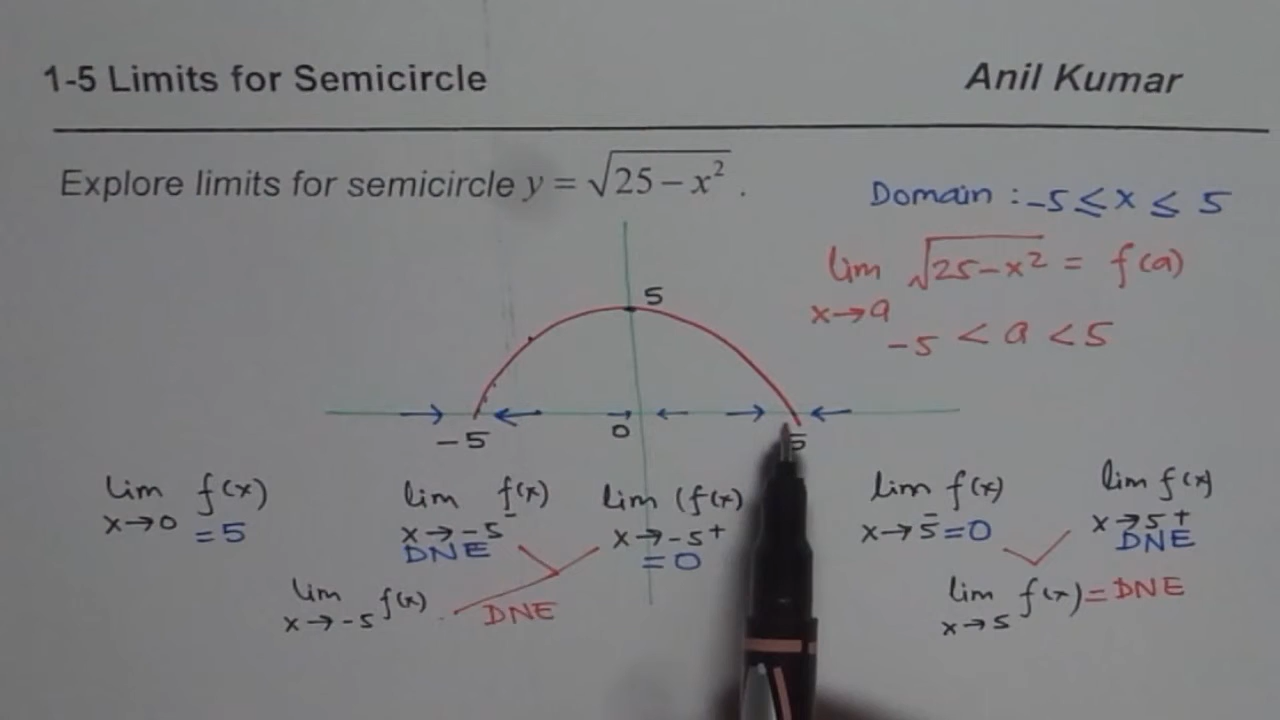 1-5 Limits for Semicircle Anil Kumar
Explore limits for semicircle y = √25 − x² .
Domain : -5 ≤ x ≤ 5
lim √25-x² = f(a)
x→a
-5 < a < 5
5
-5 0 5
lim f(x)
x→0 = 5
lim f(x)
x→-5⁻
DNE
lim (f(x)
x→-5⁺
= 0
lim f(x)
x→-5 DNE
lim f(x)
x→5⁻ = 0
lim f(x)
x→5⁺
DNE
lim f(x) = DNE
x→5